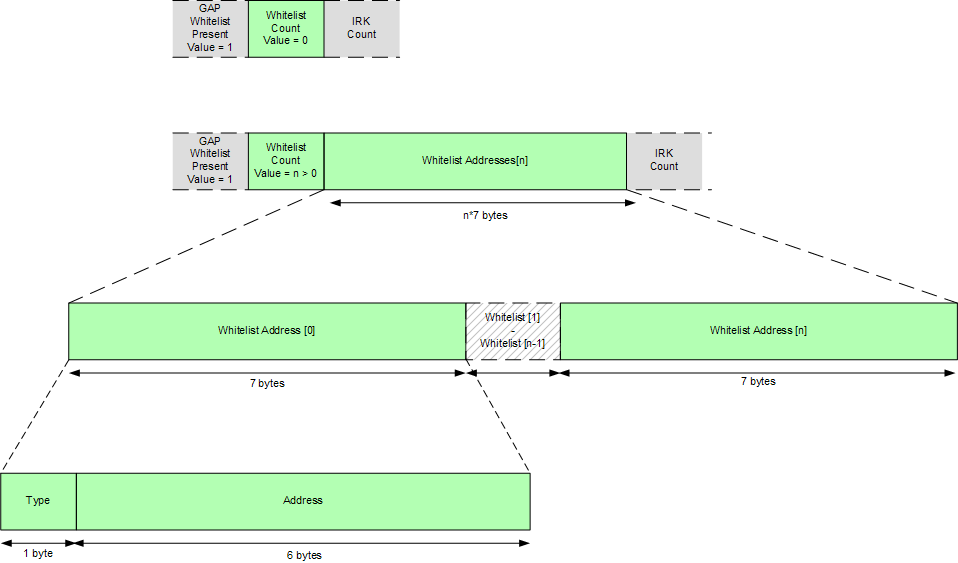 GAP
Whitelist
Present
Value = 1
Whitelist
Count
Value = 0
IRK
Count
GAP
Whitelist
Present
Value = 1
Whitelist
Count
Value = n > 0
Whitelist Addresses[n]
IRK
Count
n*7 bytes
Whitelist Address [0]
Whitelist [1]
-
Whitelist [n-1]
Whitelist Address [n]
7 bytes
7 bytes
Type
Address
1 byte
6 bytes